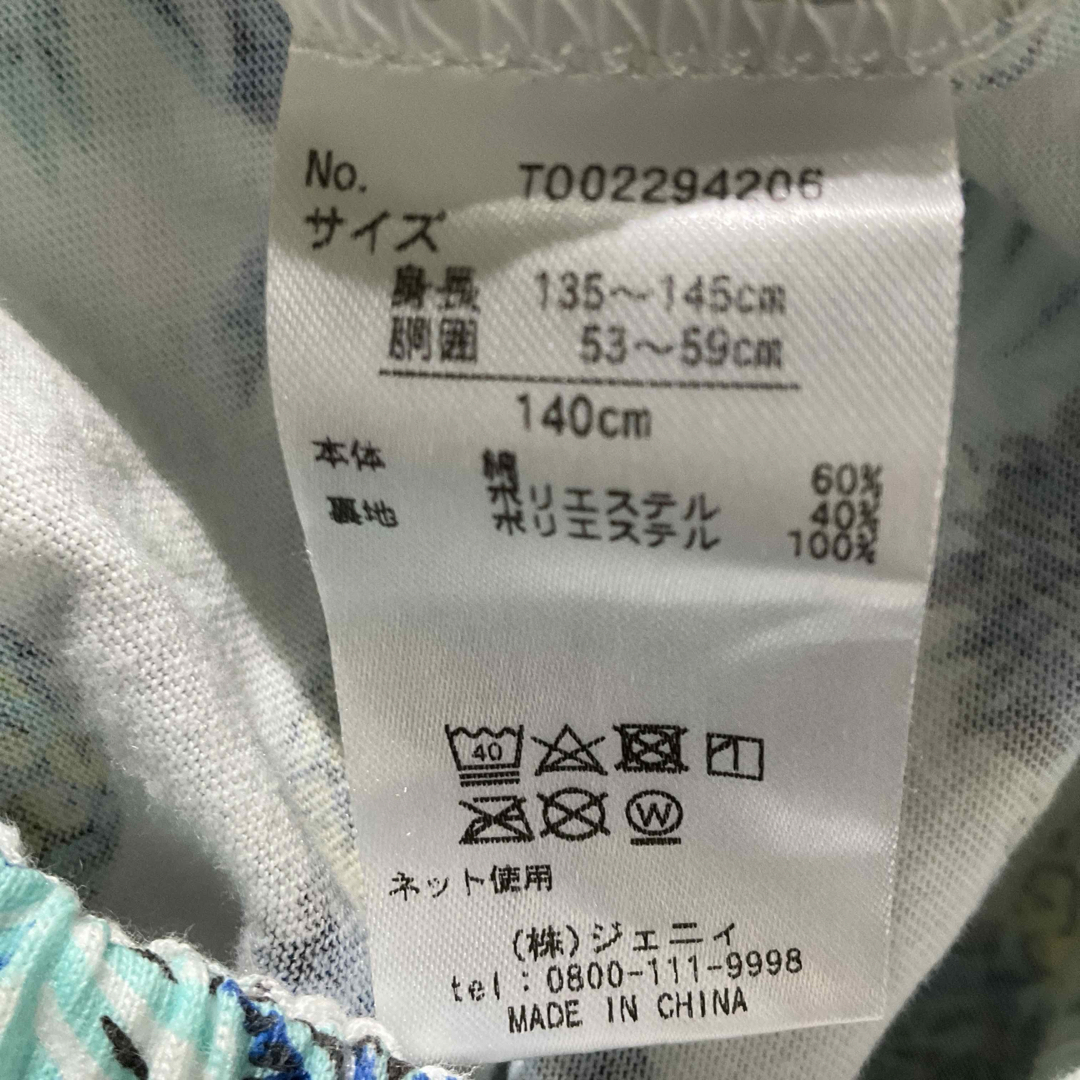 No. T002294206
サイズ
身長 135～145cm
胴囲 53～59cm
140cm
本体 綿 60%
ポリエステル 40%
裏地 ポリエステル 100%
40
W
ネット使用
(株)ジェニィ
tel:0800-111-9998
MADE IN CHINA